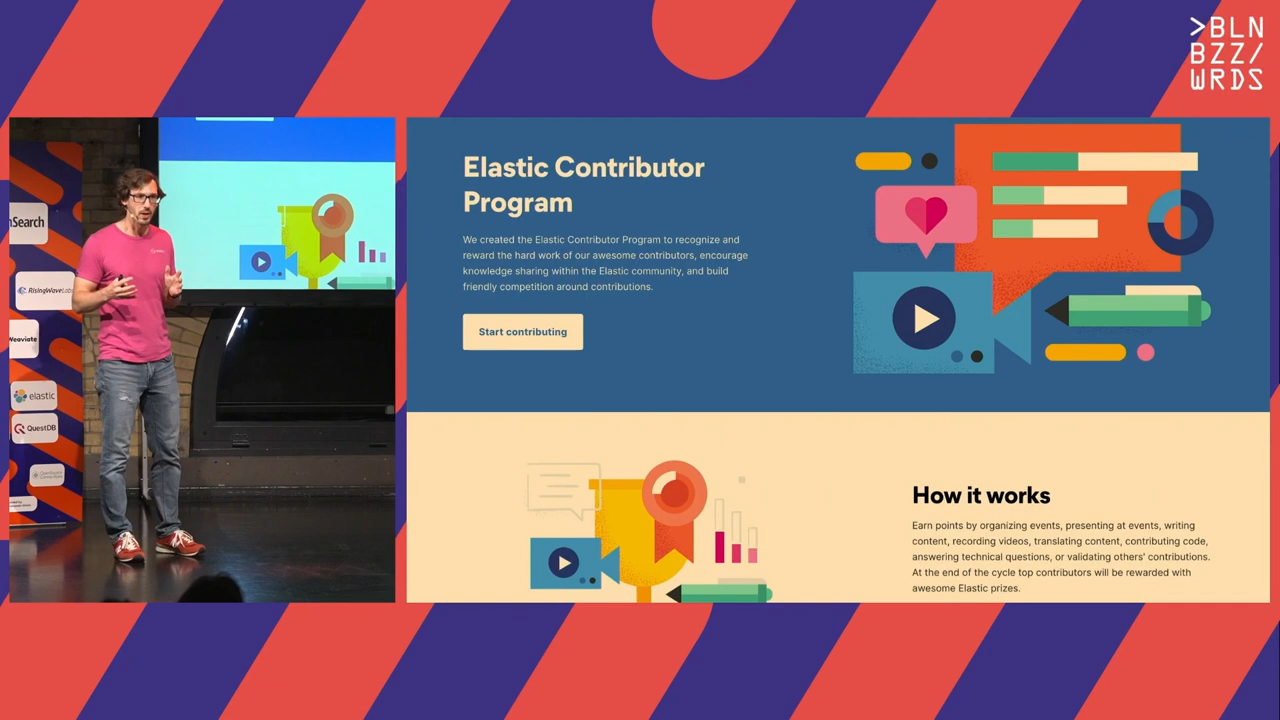 >BLN
BZZ/
WRDS
Search
RisingWave Labs
Weaviate
elastic
QuestDB
Elastic Contributor
Program
We created the Elastic Contributor Program to recognize and
reward the hard work of our awesome contributors, encourage
knowledge sharing within the Elastic community, and build
friendly competition around contributions.
Start contributing
How it works
Earn points by organizing events, presenting at events, writing
content, recording videos, translating content, contributing code,
answering technical questions, or validating others' contributions.
At the end of the cycle top contributors will be rewarded with
awesome Elastic prizes.